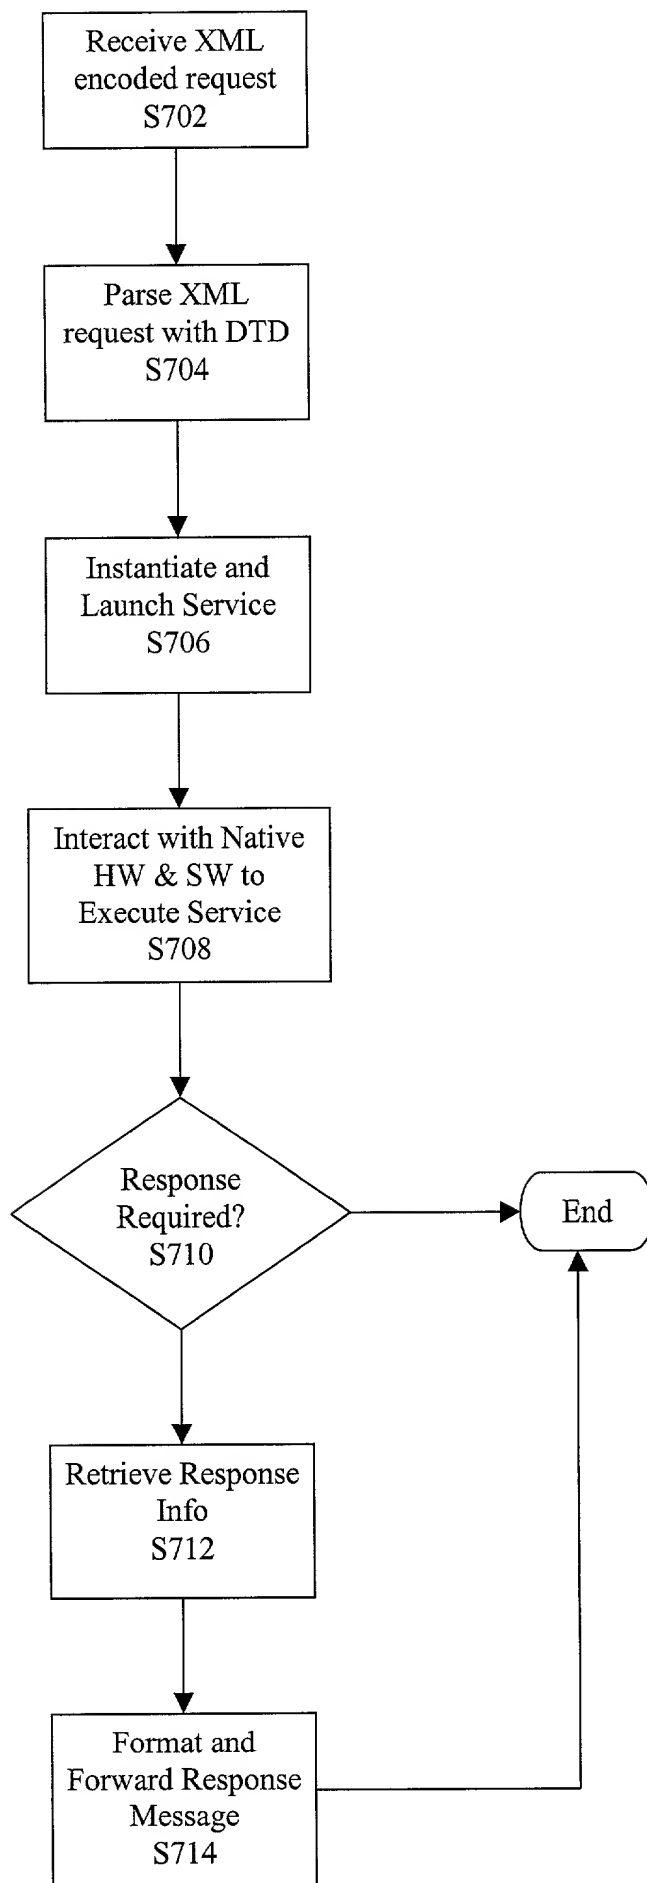 Receive XML
encoded request
S702
Parse XML
request with DTD
S704
Instantiate and
Launch Service
S706
Interact with Native
HW & SW to
Execute Service
S708
Response
Required?
S710
End
Retrieve Response
Info
S712
Format and
Forward Response
Message
S714